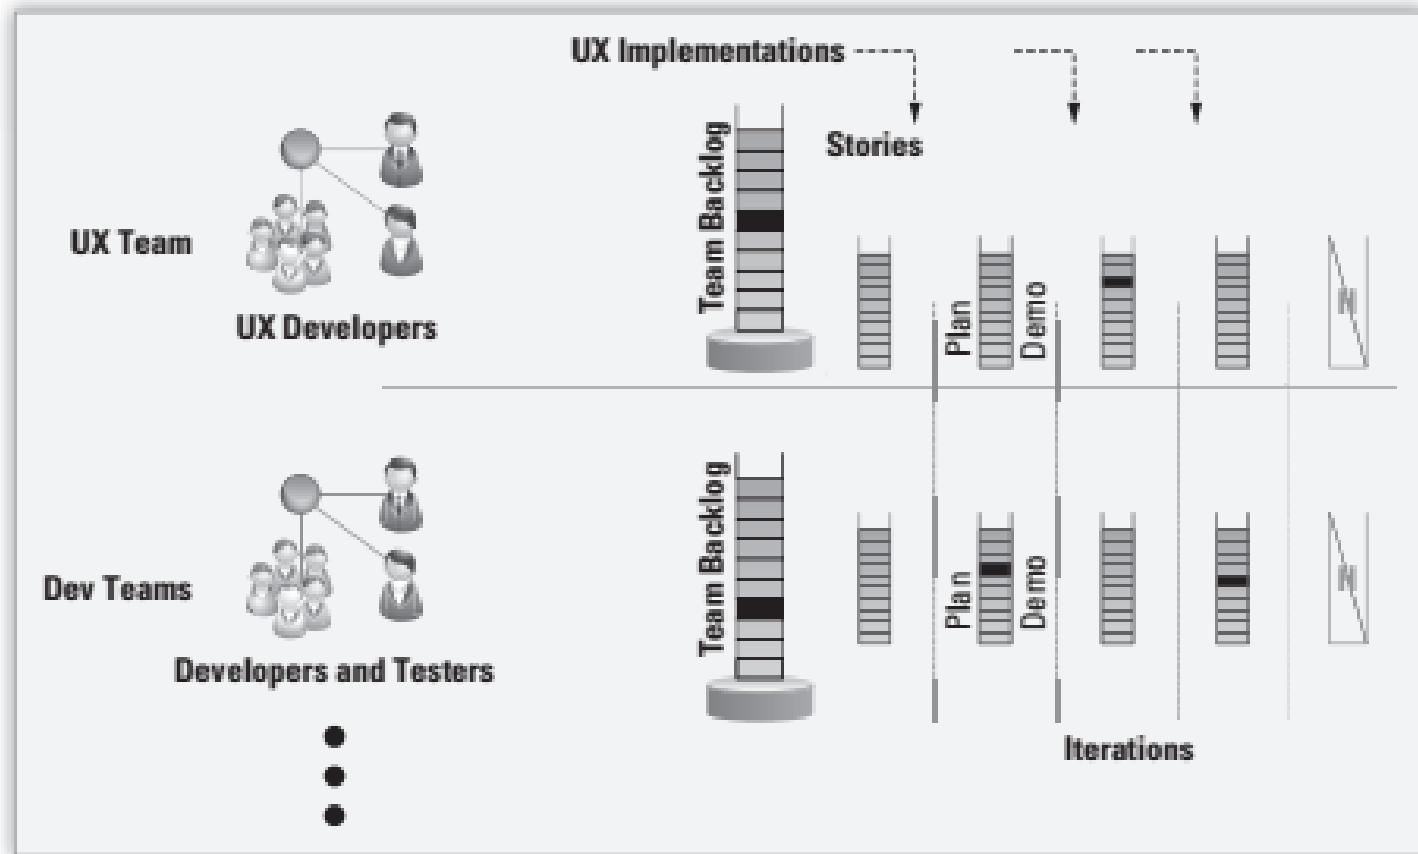 UX Implementations
Stories
Team Backlog
UX Team
UX Developers
Plan
Demo
N
Team Backlog
Dev Teams
Developers and Testers
Plan
Demo
N
Iterations